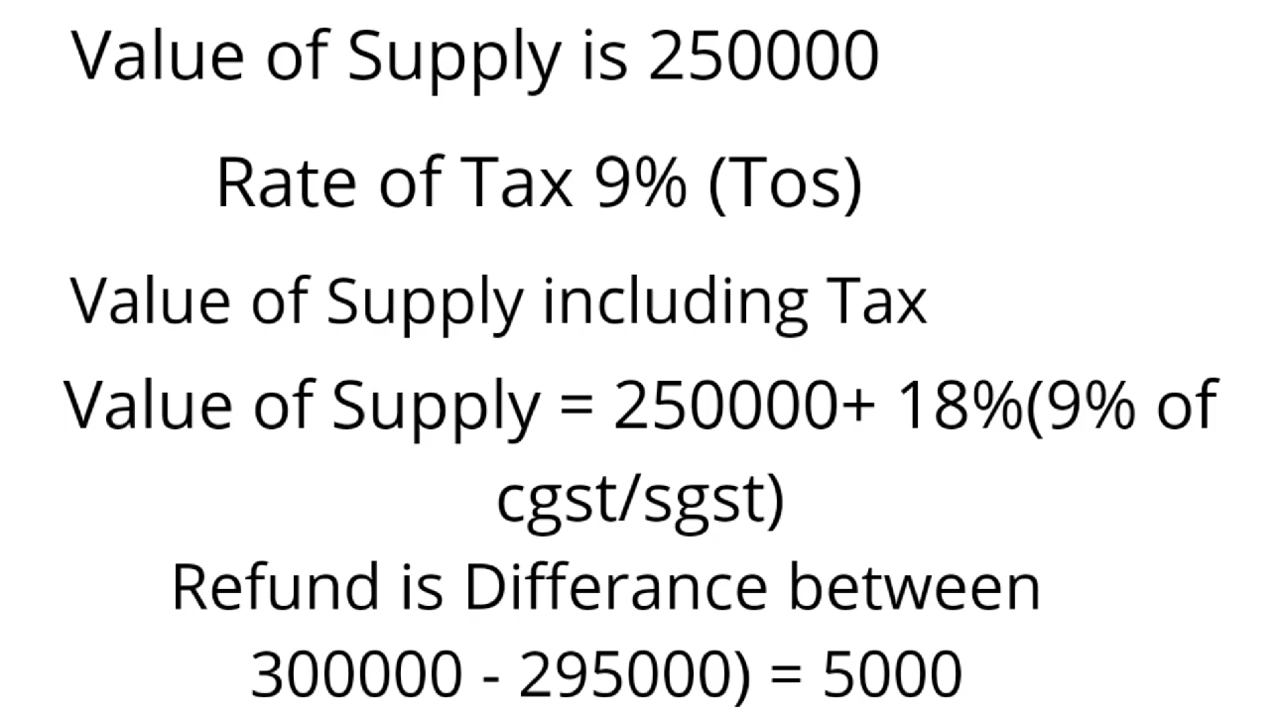 Value of Supply is 250000
Rate of Tax 9% (Tos)
Value of Supply including Tax
Value of Supply = 250000+ 18%(9% of
cgst/sgst)
Refund is Differance between
300000 - 295000) = 5000